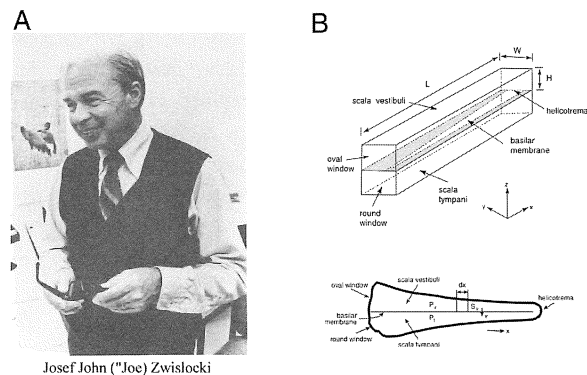 A
Josef John ("Joe) Zwislocki
B
W
H
L
scala vestibuli
helicotrema
basilar
membrane
oval
window
scala
tympani
round
window
z
y
x
oval window
scala vestibuli
dx
helicotrema
basilar
membrane
round window
scala tympani
x